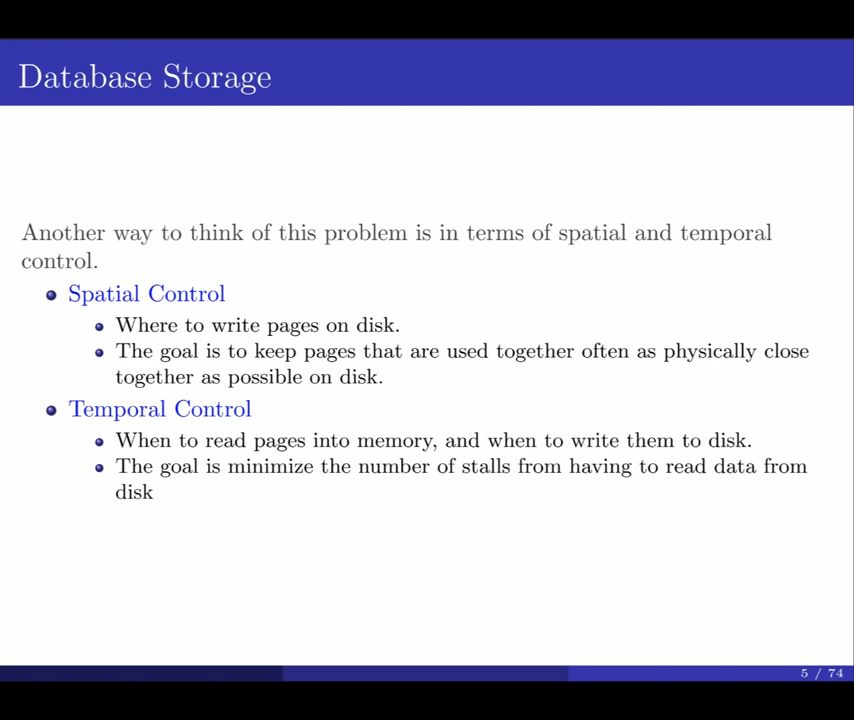 Database Storage
Another way to think of this problem is in terms of spatial and temporal
control.
Spatial Control
Where to write pages on disk.
The goal is to keep pages that are used together often as physically close
together as possible on disk.
Temporal Control
When to read pages into memory, and when to write them to disk.
The goal is minimize the number of stalls from having to read data from
disk
5 / 74